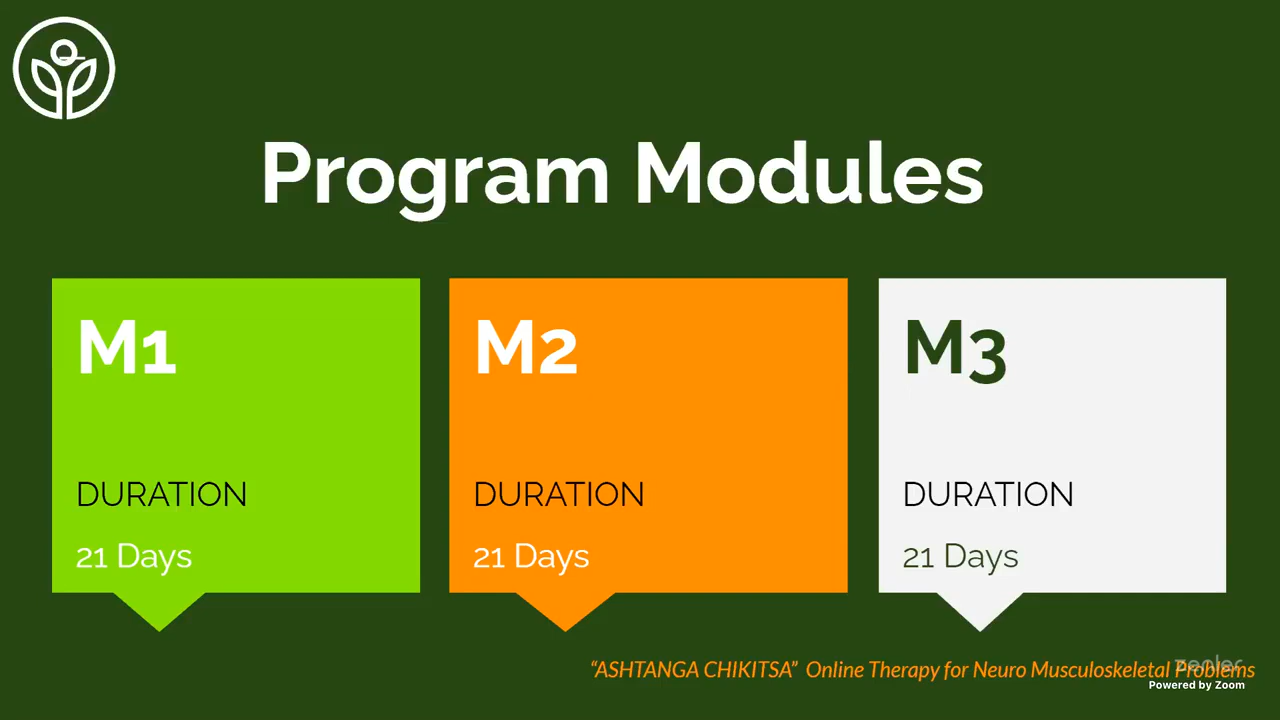 Program Modules
M1
DURATION
21 Days
M2
DURATION
21 Days
M3
DURATION
21 Days
“ASHTANGA CHIKITSA” Online Therapy for Neuro Musculoskeletal Problems
zenler
Powered by Zoom